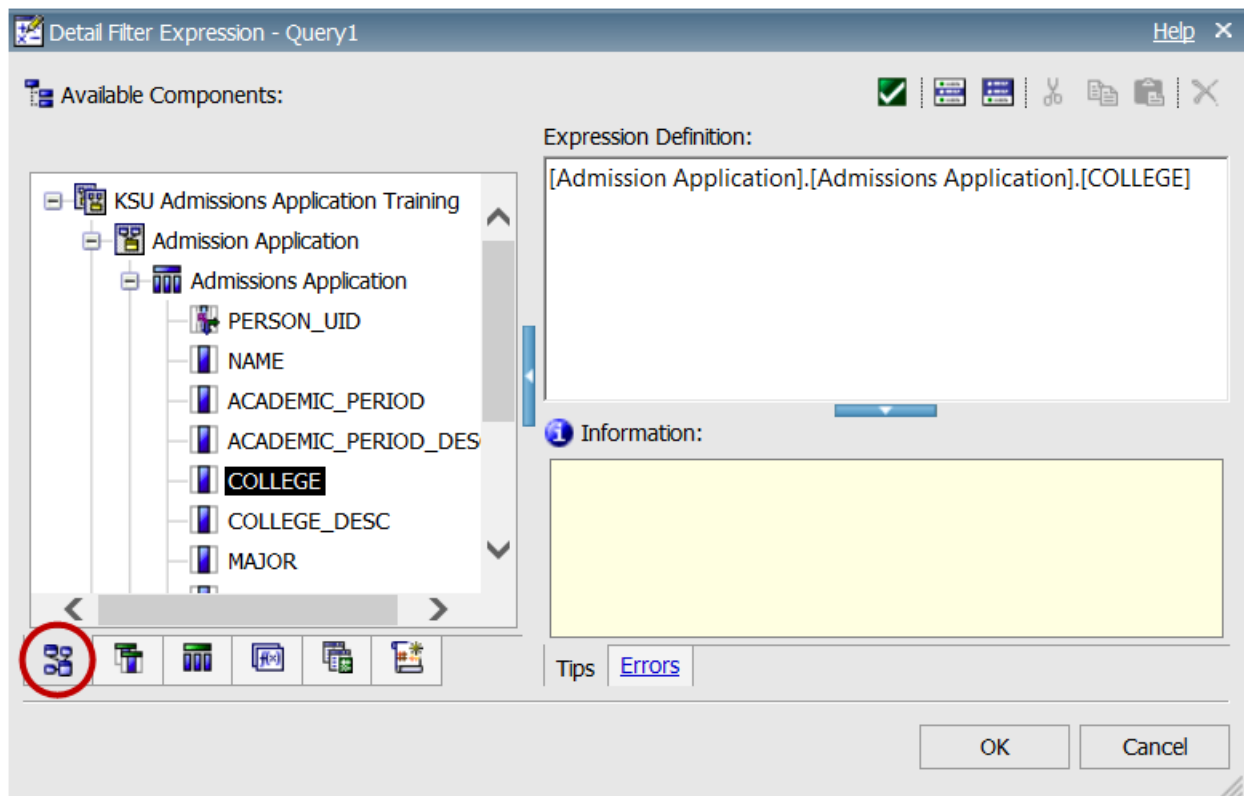 Detail Filter Expression - Query1
Help
Available Components:
Expression Definition:
[Admission Application].[Admissions Application].[COLLEGE]
KSU Admissions Application Training
Admission Application
Admissions Application
PERSON_UID
NAME
ACADEMIC_PERIOD
ACADEMIC_PERIOD_DES
COLLEGE
COLLEGE_DESC
MAJOR
Information:
f(x)
Tips
Errors
OK
Cancel